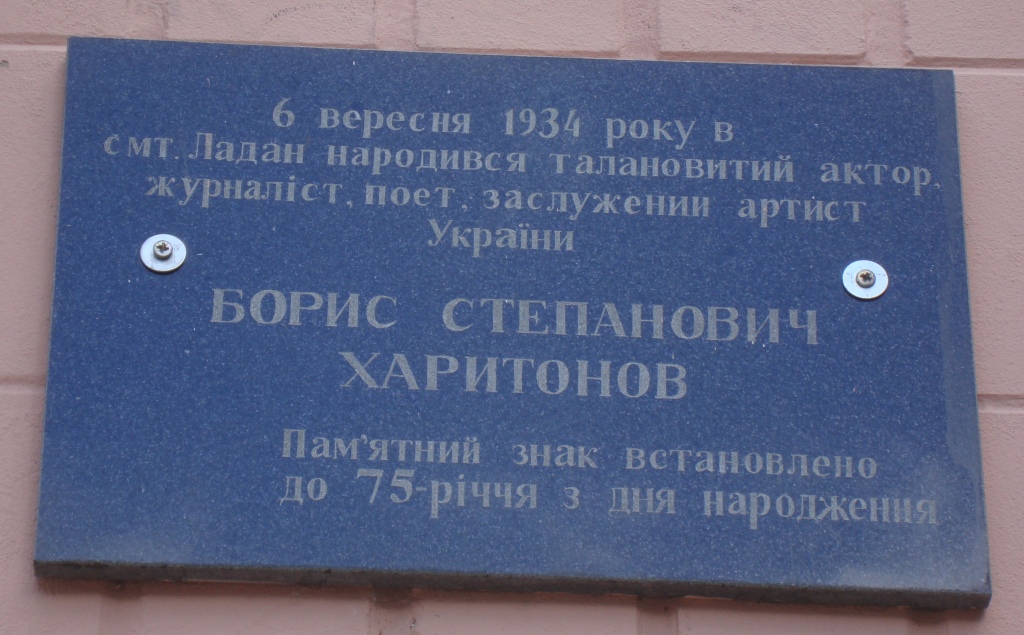 6 вересня 1934 року в
смт. Ладан народився талановитий актор,
журналіст, поет, заслужений артист
України
БОРИС СТЕПАНОВИЧ
ХАРИТОНОВ
Пам'ятний знак встановлено
до 75-річчя з дня народження